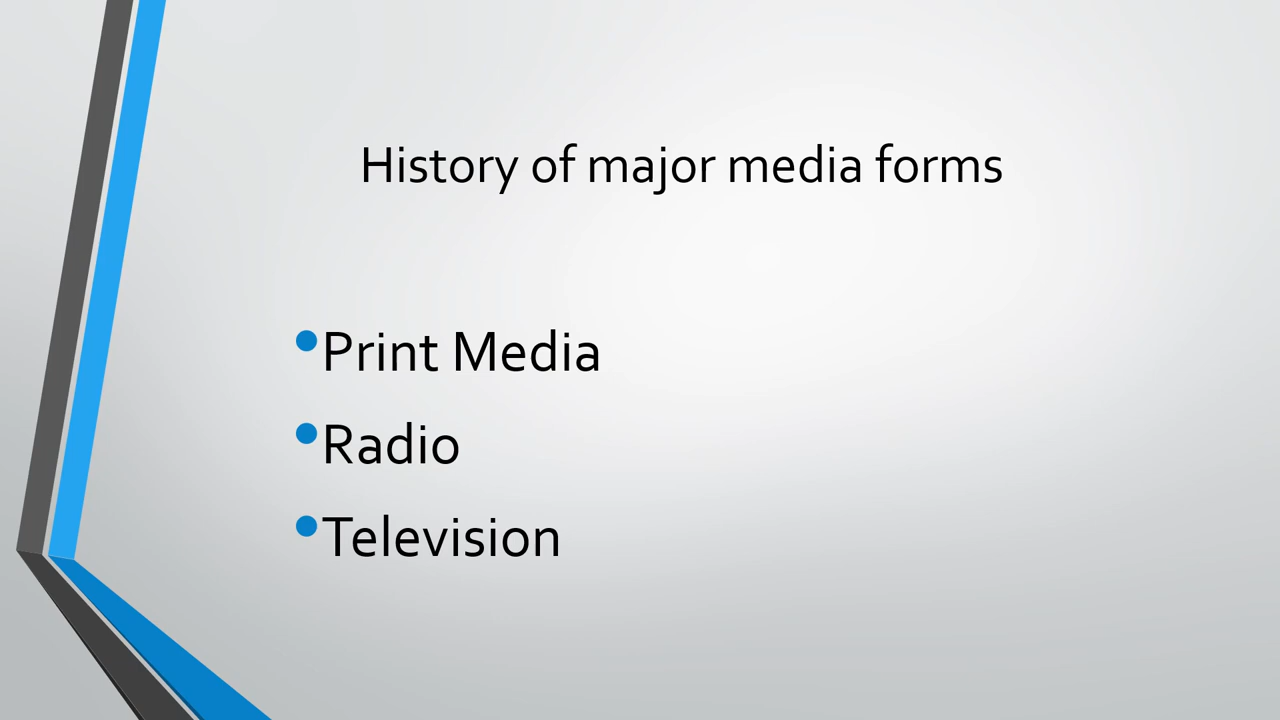 History of major media forms
•Print Media
•Radio
•Television